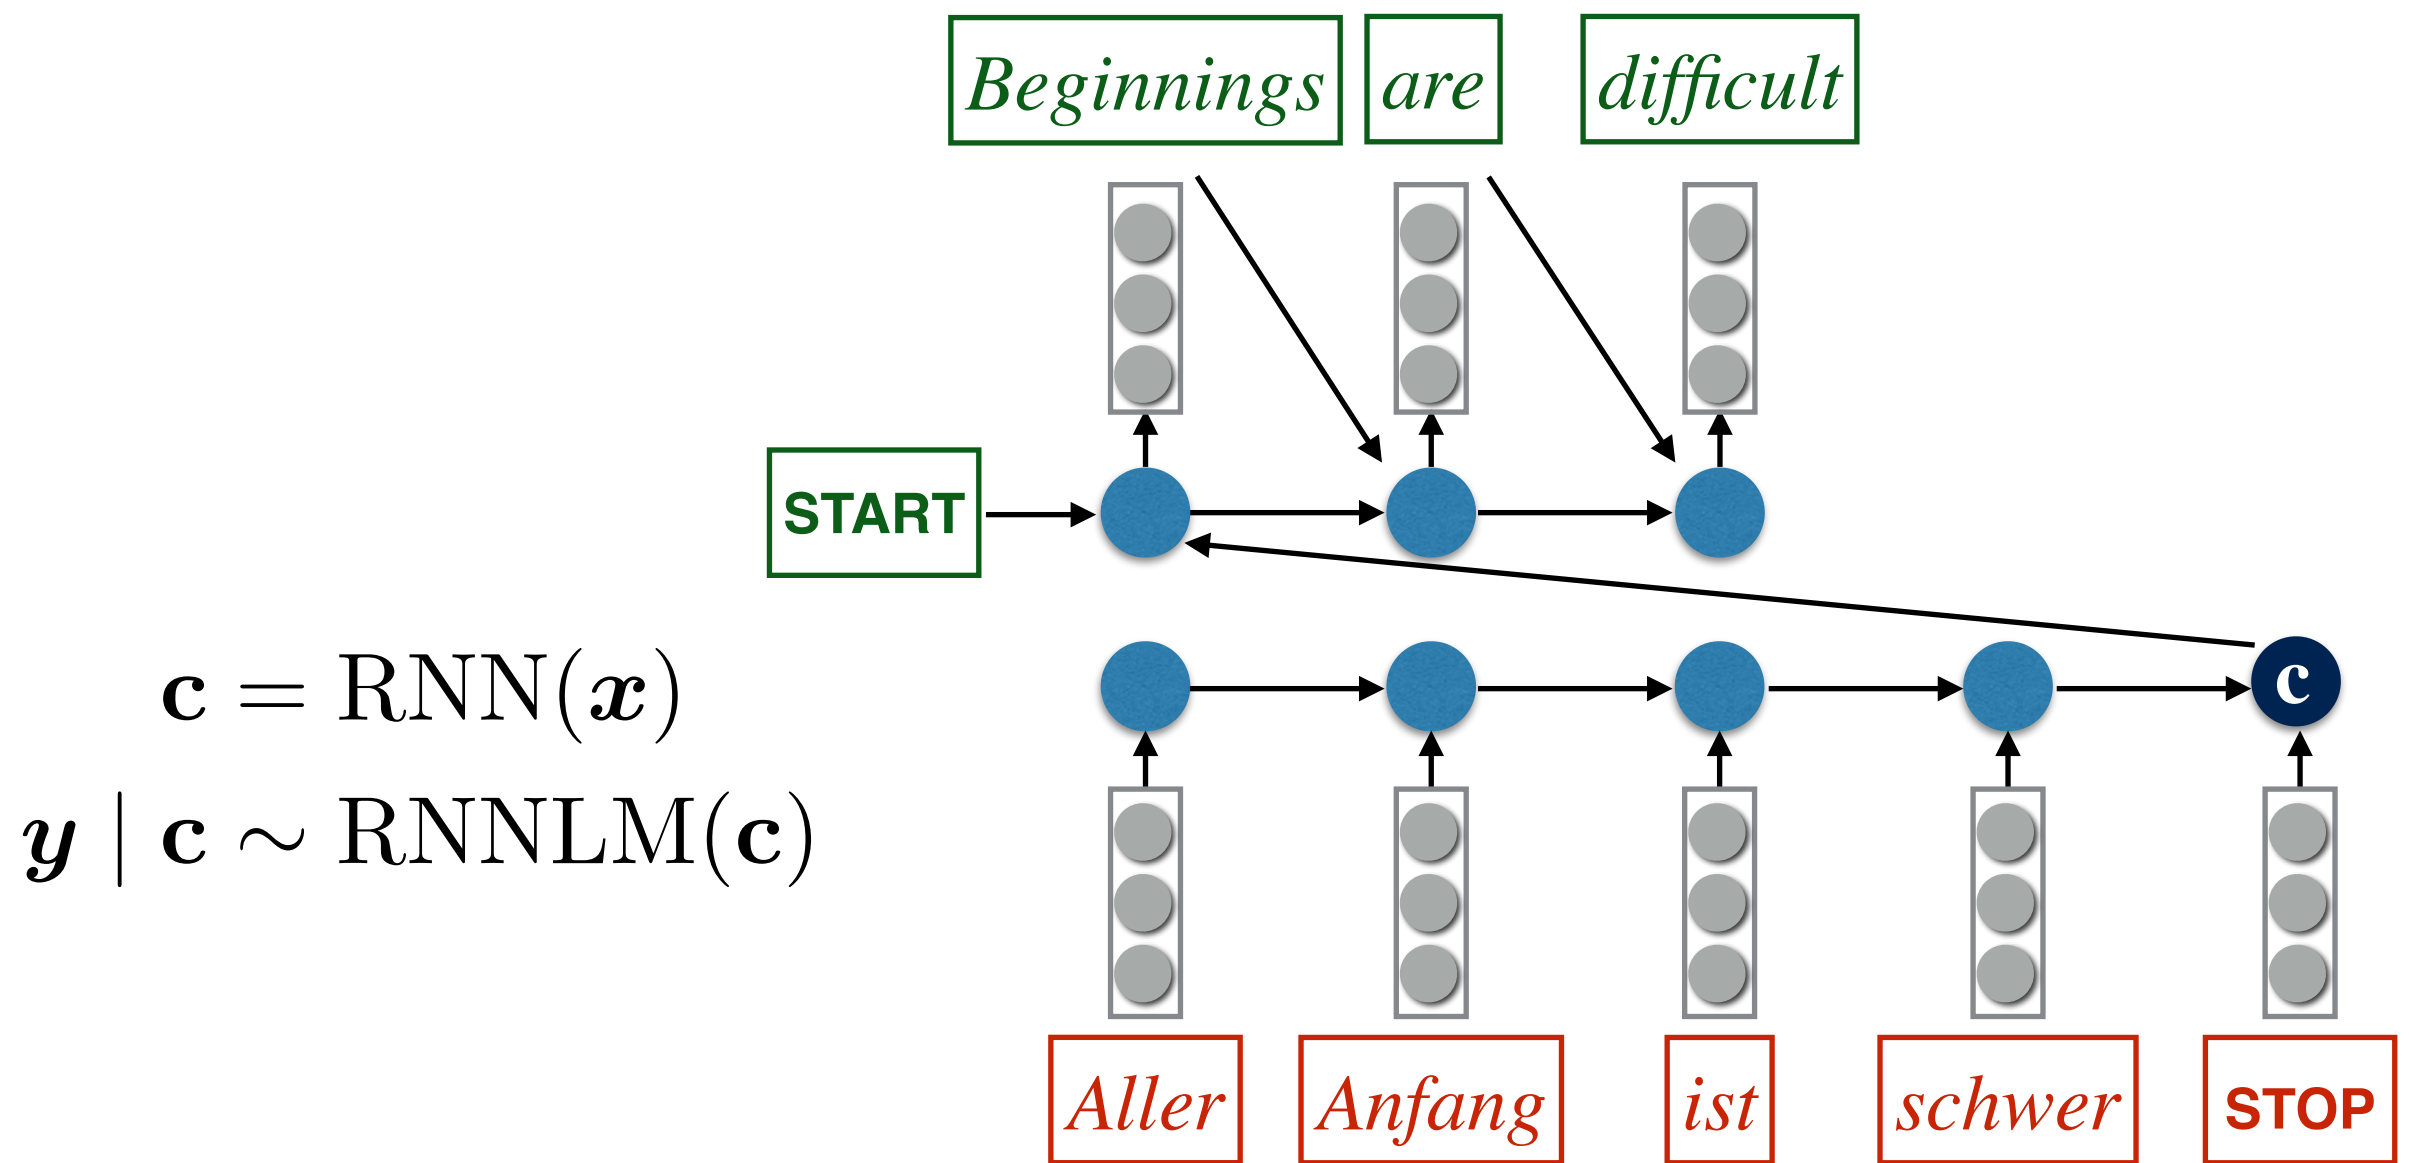 Beginnings are difficult
START
c = RNN(x)
c
y | c ~ RNNLM(c)
Aller Anfang ist schwer STOP